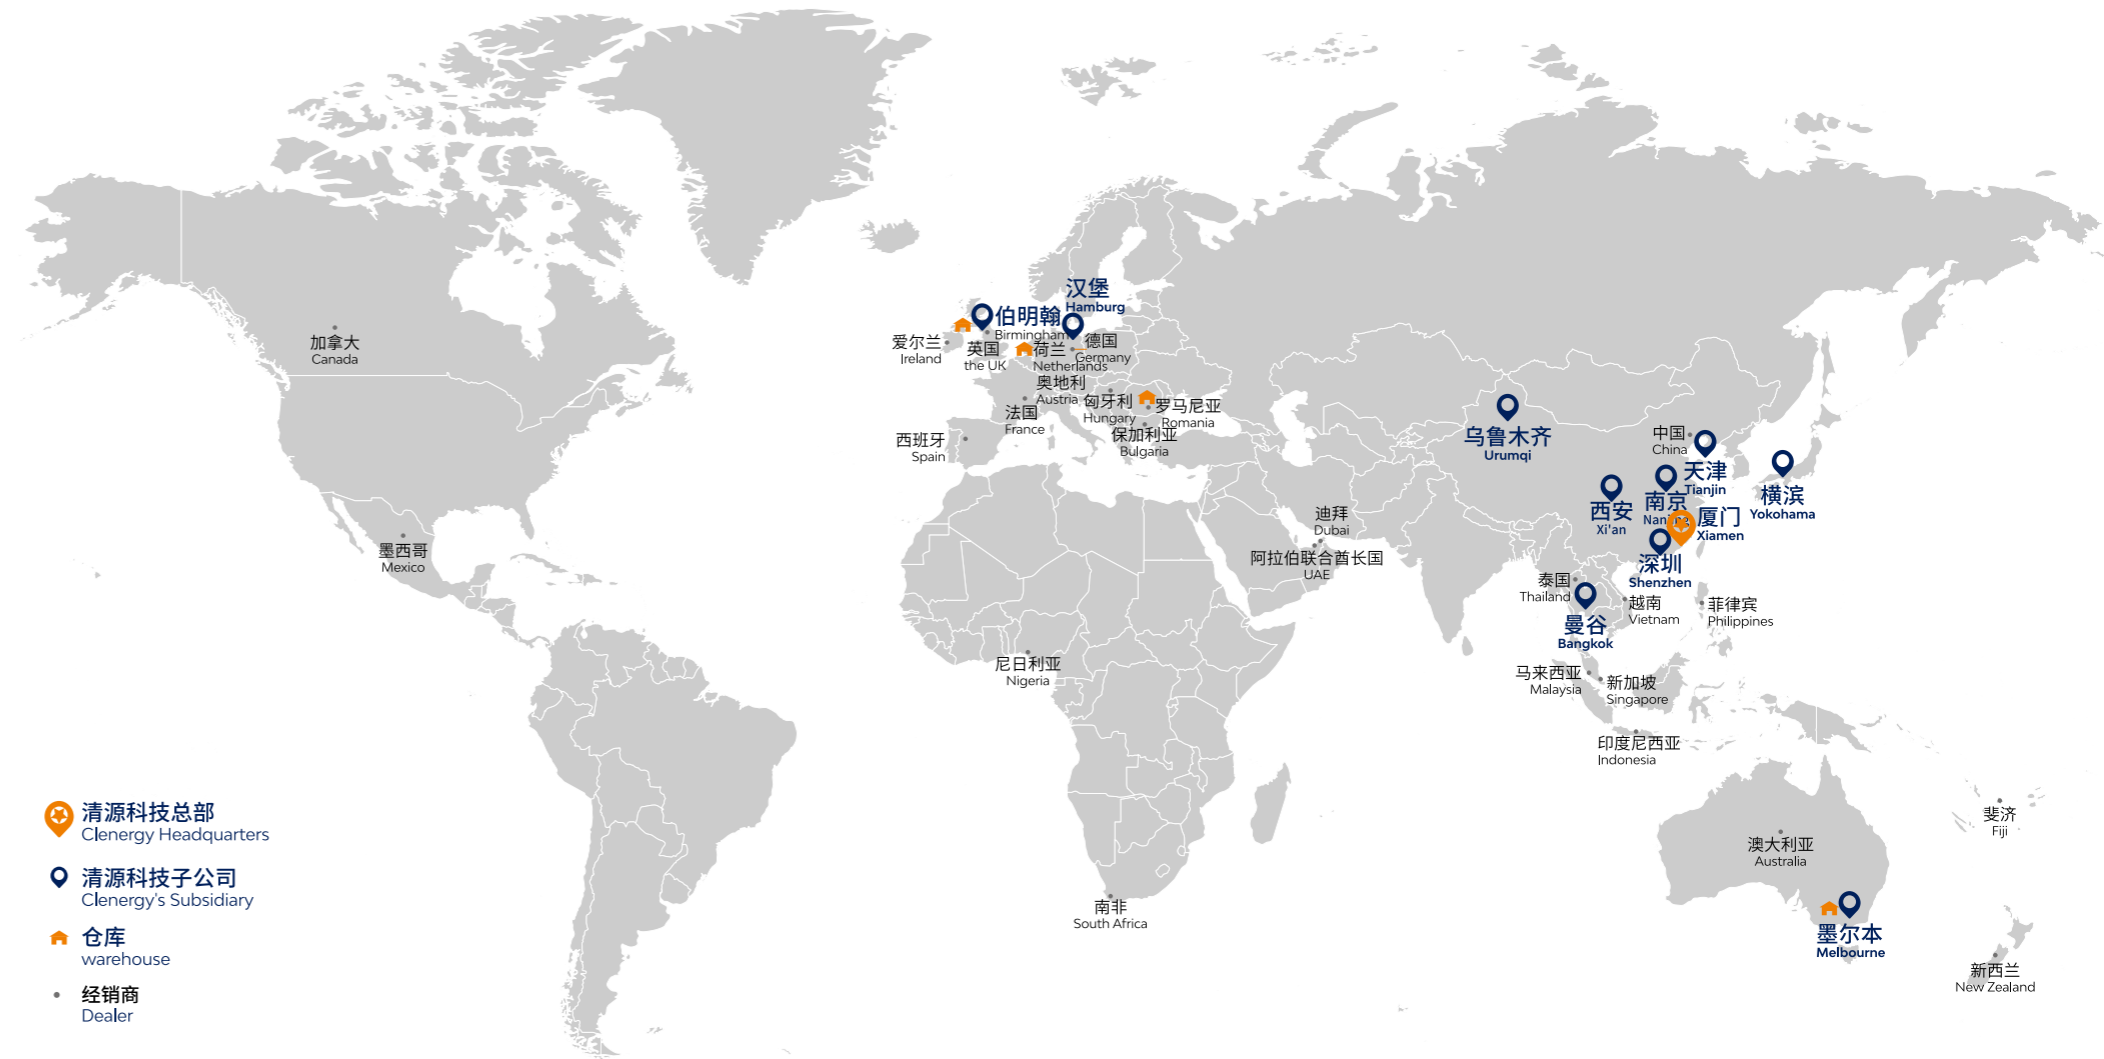 汉堡
Hamburg
伯明翰
Birmingham
爱尔兰
Ireland
英国
the UK
荷兰
Netherlands
德国
Germany
加拿大
Canada
奥地利
Austria
匈牙利
Hungary
罗马尼亚
Romania
法国
France
保加利亚
Bulgaria
西班牙
Spain
乌鲁木齐
Urumqi
中国
China
天津
Tianjin
南京
西安
Xi'an
横滨
Yokohama
厦门
Xiamen
迪拜
Dubai
墨西哥
Mexico
阿拉伯联合酋长国
UAE
深圳
Shenzhen
泰国
Thailand
越南
Vietnam
菲律宾
Philippines
曼谷
Bangkok
尼日利亚
Nigeria
马来西亚
Malaysia
新加坡
Singapore
印度尼西亚
Indonesia
斐济
Fiji
澳大利亚
Australia
南非
South Africa
墨尔本
Melbourne
新西兰
New Zealand
清源科技总部
Clenergy Headquarters
清源科技子公司
Clenergy's Subsidiary
仓库
warehouse
经销商
Dealer